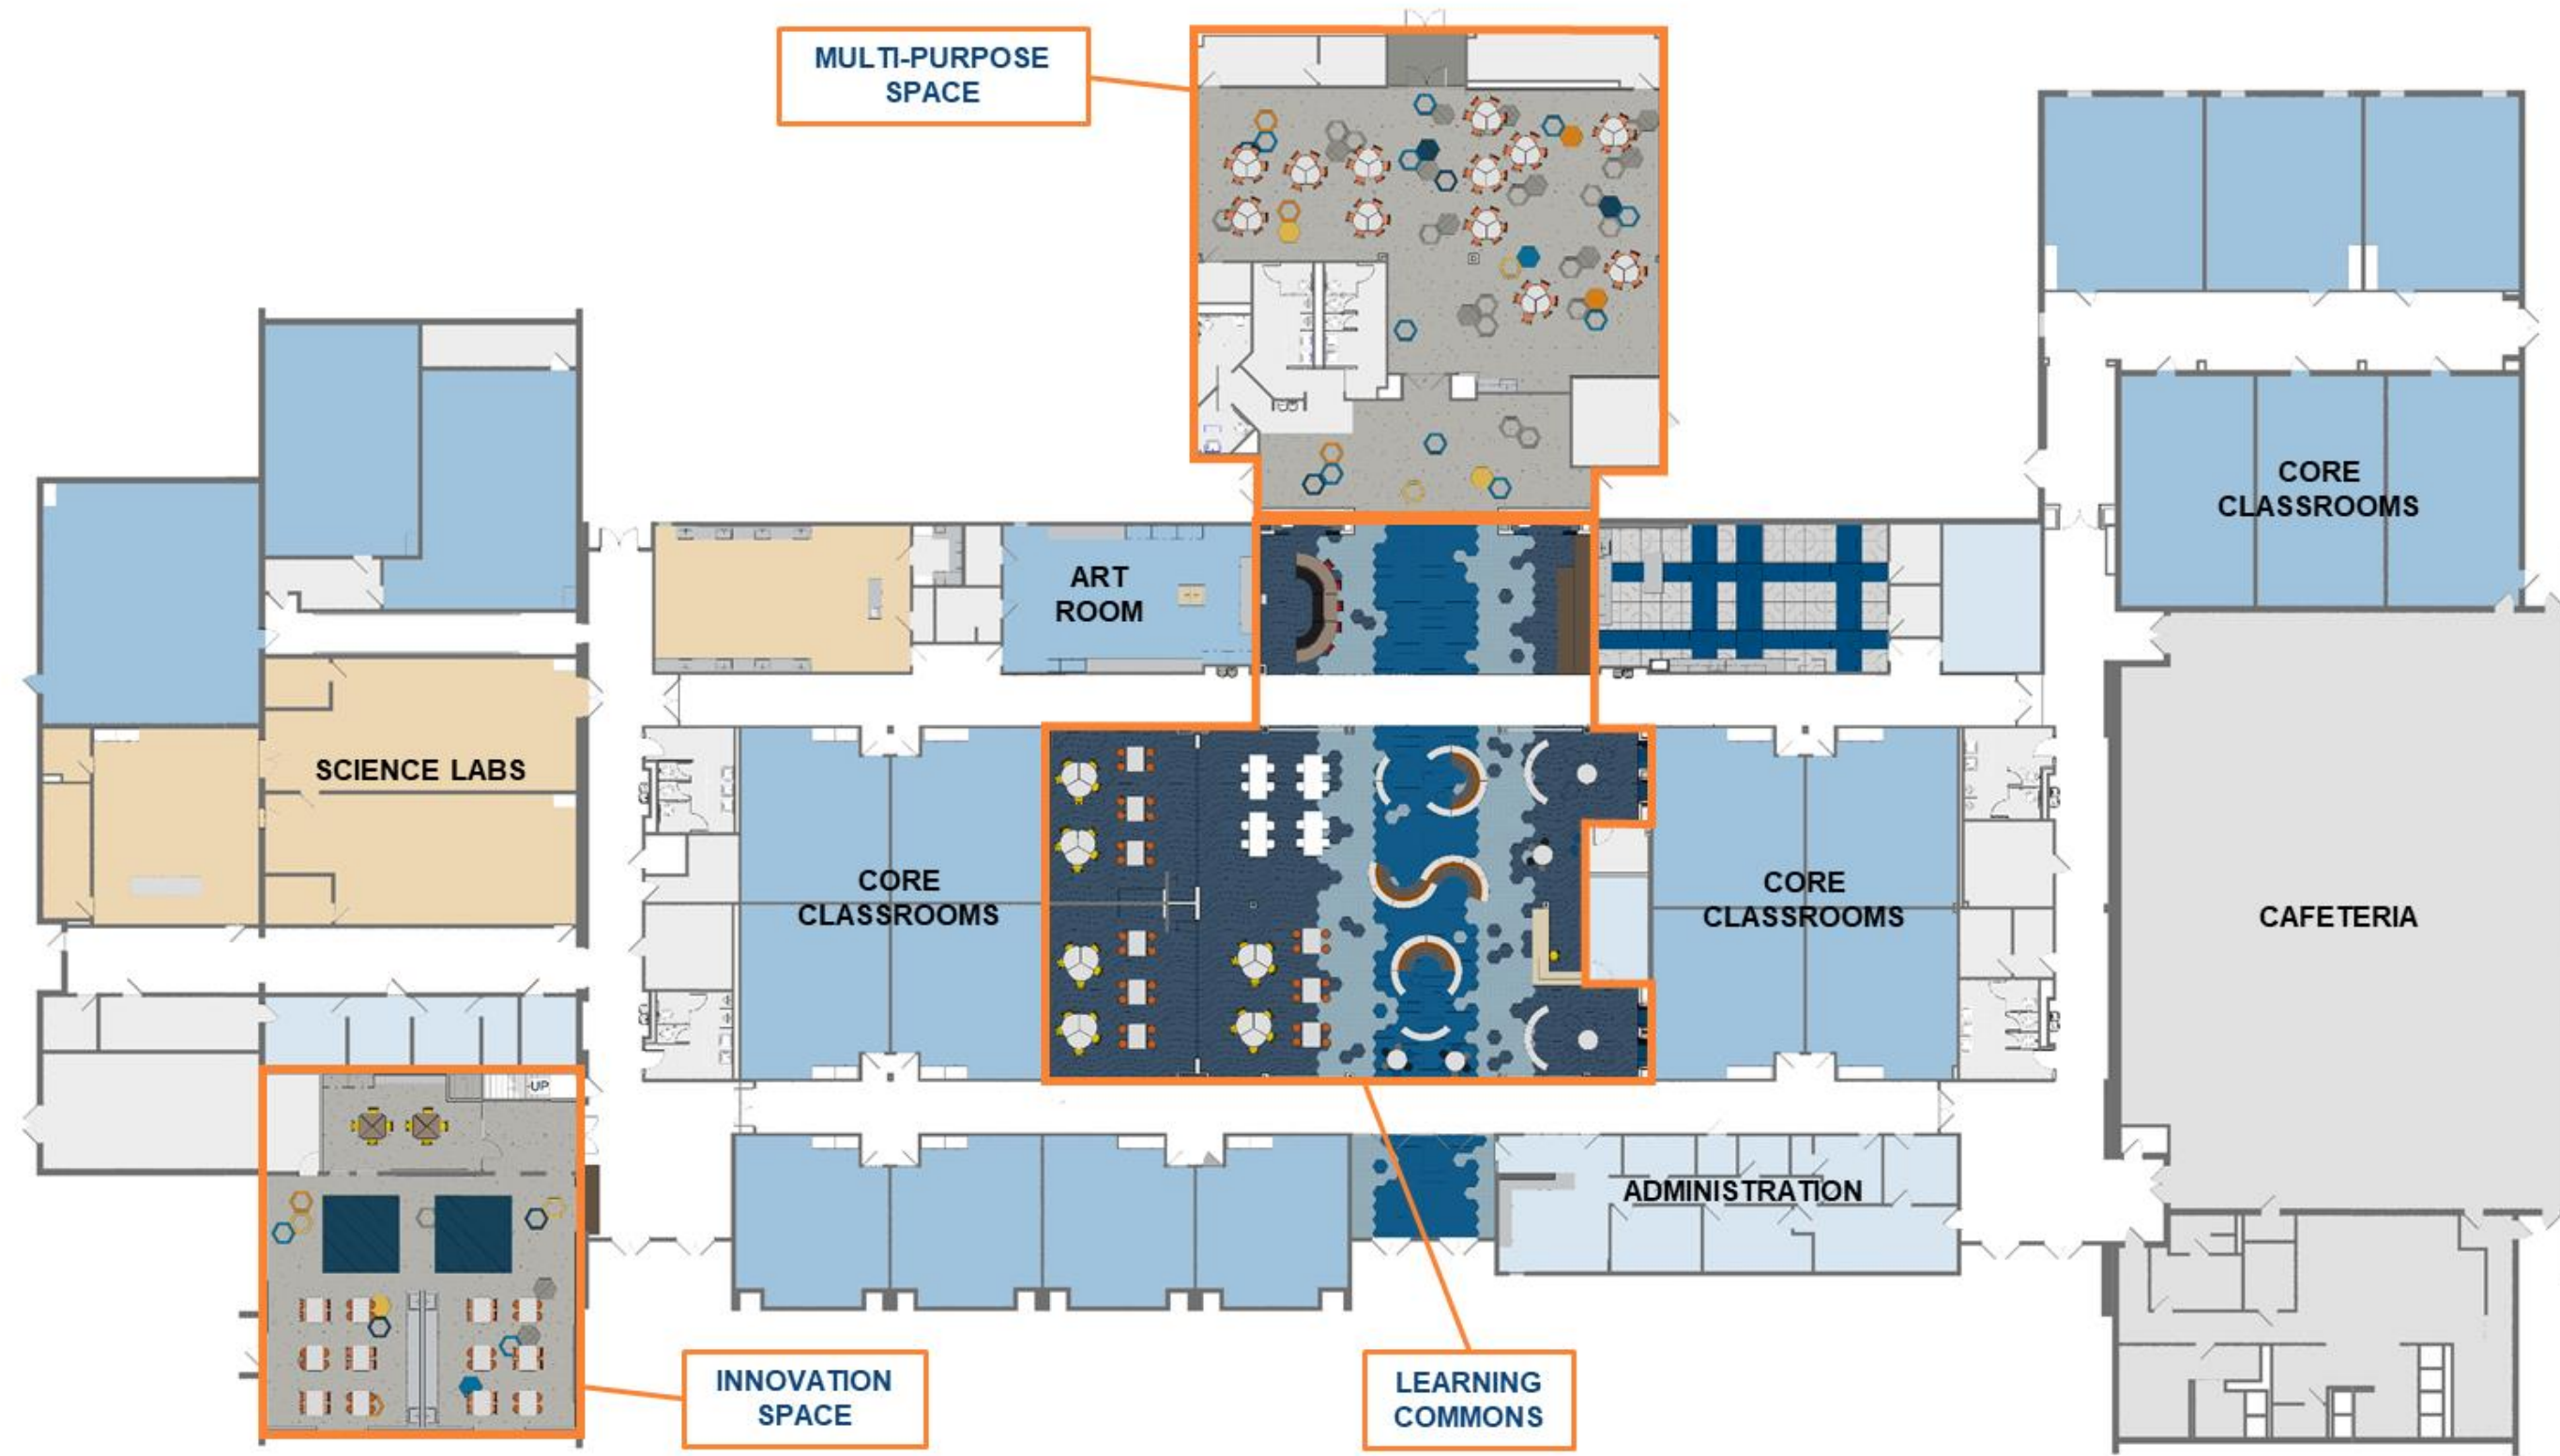 MULTI-PURPOSE
SPACE
CORE
CLASSROOMS
ART
ROOM
SCIENCE LABS
CORE
CLASSROOMS
CORE
CLASSROOMS
CAFETERIA
UP
ADMINISTRATION
INNOVATION
SPACE
LEARNING
COMMONS